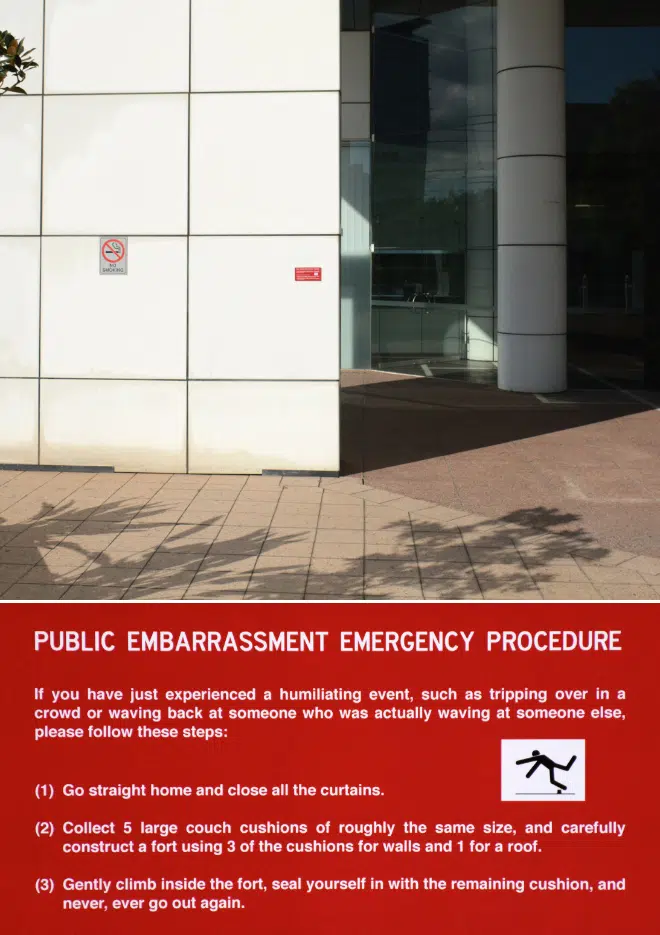 NO
SMOKING
PUBLIC EMBARRASSMENT EMERGENCY PROCEDURE
If you have just experienced a humiliating event, such as tripping over in a
crowd or waving back at someone who was actually waving at someone else,
please follow these steps:
(1) Go straight home and close all the curtains.
(2) Collect 5 large couch cushions of roughly the same size, and carefully
construct a fort using 3 of the cushions for walls and 1 for a roof.
(3) Gently climb inside the fort, seal yourself in with the remaining cushion, and
never, ever go out again.